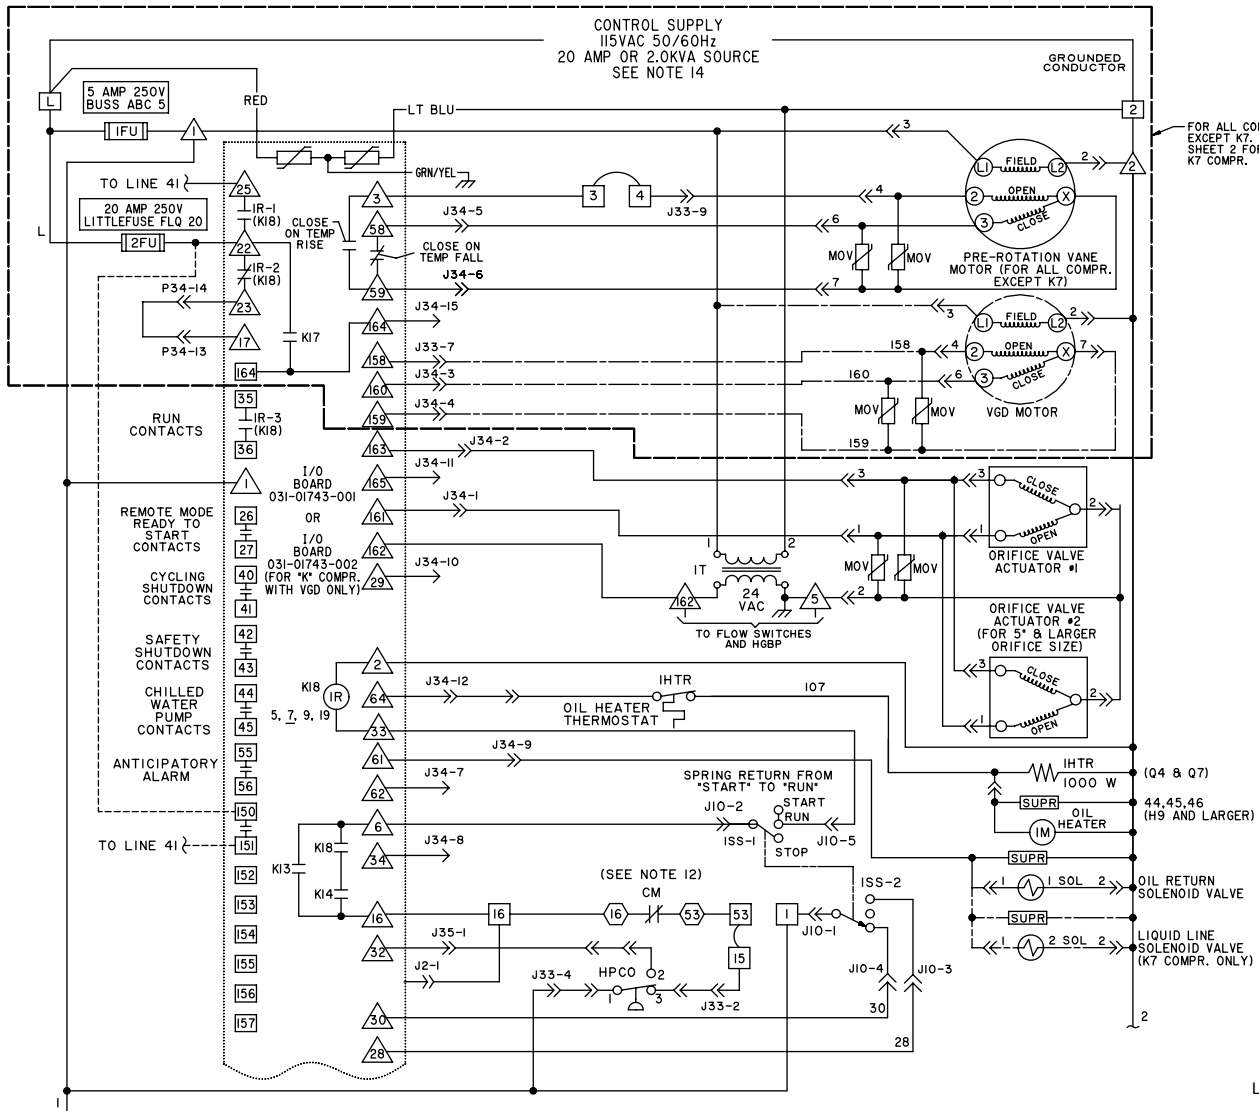 CONTROL SUPPLY
115VAC 50/60Hz
20 AMP OR 2.0KVA SOURCE
SEE NOTE 14
GROUNDED
CONDUCTOR
5 AMP 250V
BUSS ABC 5
L
RED
LT BLU
2
1FU
1
3
FOR ALL CO
EXCEPT K7.
SHEET 2 FO
K7 COMPR.
L1 FIELD L2
2
2
GRN/YEL
TO LINE 41
25
3
3
4
J33-9
4
2 OPEN X
20 AMP 250V
LITTLEFUSE FLQ 20
1R-1
(K18)
CLOSE
ON TEMP
RISE
58
J34-5
6
3 CLOSE
L
2FU
22
CLOSE ON
TEMP FALL
MOV
MOV
PRE-ROTATION VANE
MOTOR (FOR ALL COMPR.
EXCEPT K7)
1R-2
(K18)
P34-14
23
59
J34-6
7
J34-15
3
164
L1 FIELD L2
2
P34-13
17
K17
158
J33-7
158
4
2 OPEN X
7
164
160
J34-3
160
6
3 CLOSE
35
159
J34-4
MOV
MOV
VGD MOTOR
RUN
CONTACTS
1R-3
(K18)
36
159
163
J34-2
1
I/O
BOARD
031-01743-001
165
J34-11
3
3
CLOSE
2
REMOTE MODE
READY TO
START
CONTACTS
26
27
OR
161
J34-1
1
1
OPEN
I/O
BOARD
031-01743-002
(FOR "K" COMPR.
WITH VGD ONLY)
162
1
2
1T
ORIFICE VALVE
ACTUATOR #1
CYCLING
SHUTDOWN
CONTACTS
40
41
29
J34-10
MOV
MOV
162
24
VAC
5
2
TO FLOW SWITCHES
AND HGBP
ORIFICE VALVE
ACTUATOR #2
(FOR 5" & LARGER
ORIFICE SIZE)
SAFETY
SHUTDOWN
CONTACTS
42
43
2
3
CLOSE
2
CHILLED
WATER
PUMP
CONTACTS
44
45
K18
1R
5, 7, 9, 19
64
J34-12
1HTR
107
OIL HEATER
THERMOSTAT
33
1
OPEN
ANTICIPATORY
ALARM
55
56
61
J34-9
62
J34-7
SPRING RETURN FROM
"START" TO "RUN"
1HTR
1000 W
(Q4 & Q7)
150
J10-2
START
RUN
SUPR
44,45,46
(H9 AND LARGER)
6
1SS-1
STOP
J10-5
OIL
HEATER
1M
TO LINE 41
151
K18
34
J34-8
SUPR
K13
152
(SEE NOTE 12)
CM
1SS-2
1
1 SOL
2
OIL RETURN
SOLENOID VALVE
K14
153
16
16
16
53
53
1
J10-1
SUPR
154
32
J35-1
1
2 SOL
2
LIQUID LINE
SOLENOID VALVE
(K7 COMPR. ONLY)
155
J2-1
J33-4
HPCO
1
2
3
15
J33-2
J10-4
J10-3
156
157
30
30
28
28
2
1
L